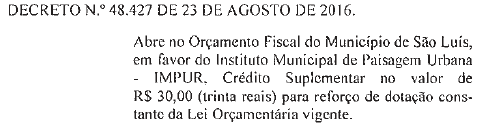 DECRETO N.º 48.427 DE 23 DE AGOSTO DE 2016.
Abre no Orçamento Fiscal do Município de São Luís,
em favor do Instituto Municipal de Paisagem Urbana
- IMPUR, Crédito Suplementar no valor de
R$ 30,00 (trinta reais) para reforço de dotação cons-
tante da Lei Orçamentária vigente.